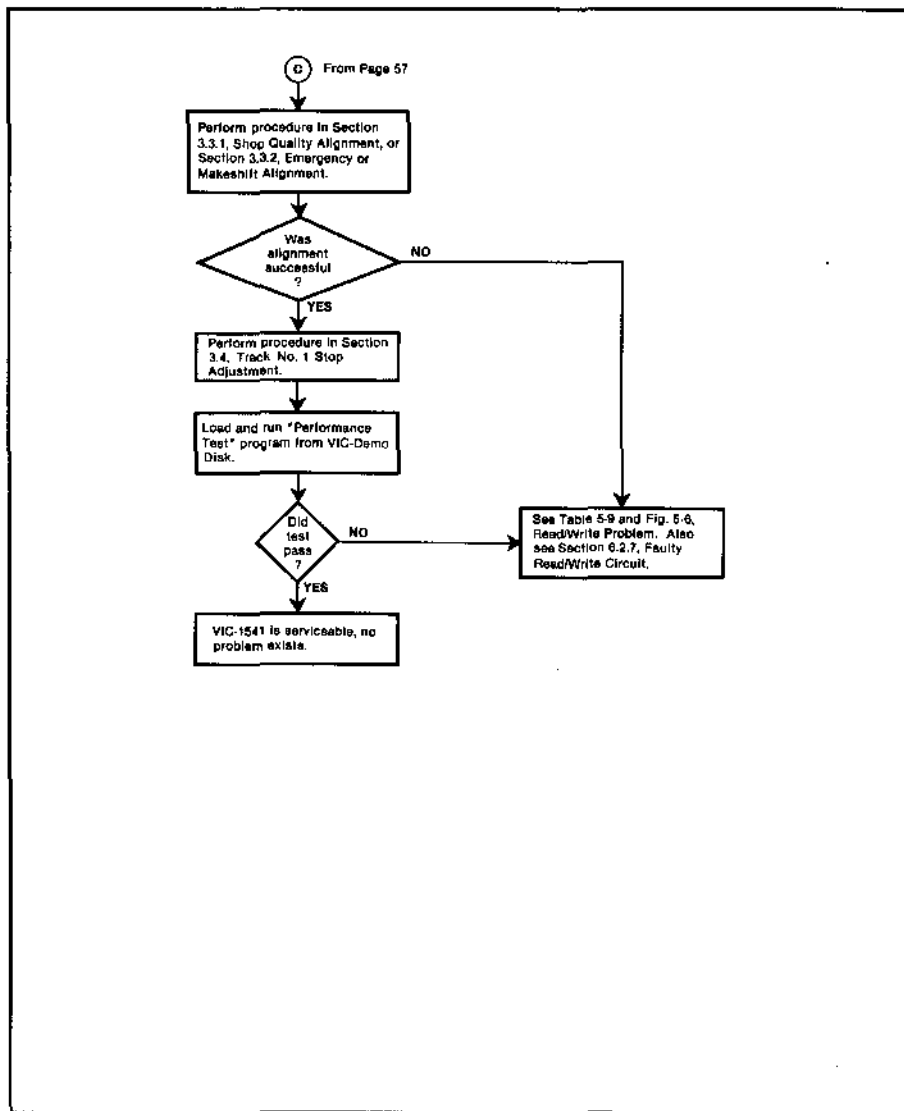 C From Page 57
Perform procedure in Section
3.3.1, Shop Quality Alignment, or
Section 3.3.2, Emergency or
Makeshift Alignment.
Was
alignment
successful
?
NO
YES
Perform procedure in Section
3.4, Track No. 1 Stop
Adjustment.
Load and run "Performance
Test" program from VIC-Demo
Disk.
Did
test
pass
?
NO
YES
See Table 5-9 and Fig. 5-6,
Read/Write Problem. Also
see Section 6.2.7, Faulty
Read/Write Circuit.
VIC-1541 is serviceable, no
problem exists.